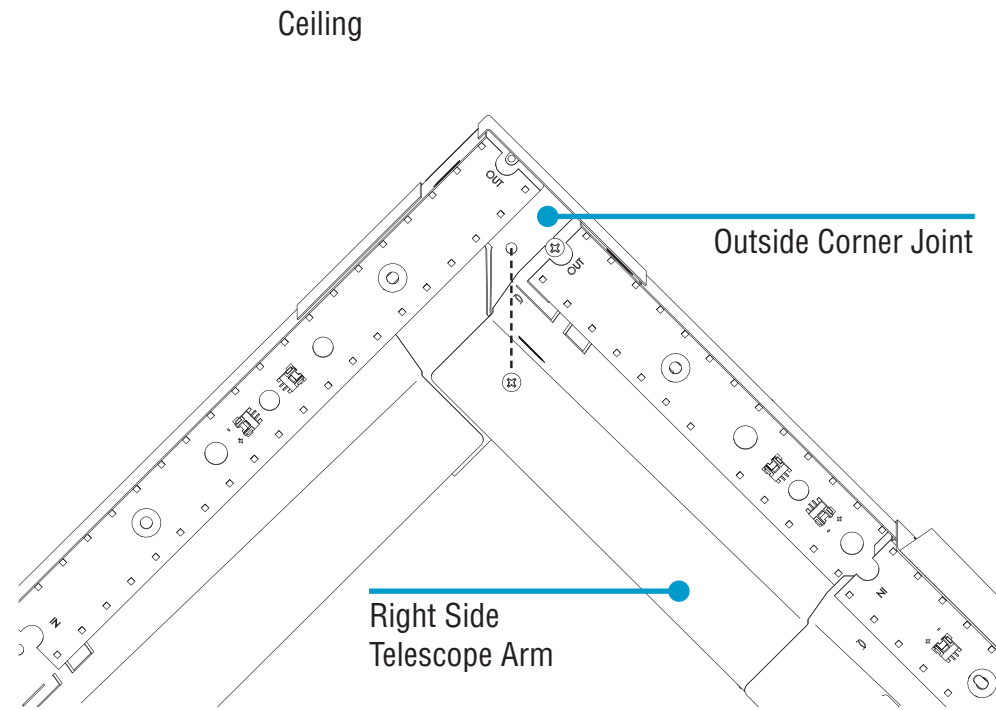 Ceiling
OUT
Outside Corner Joint
OUT
IN
IN
Right Side
Telescope Arm